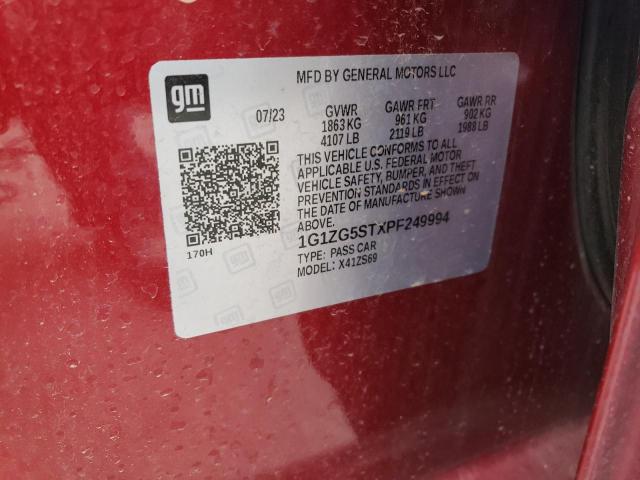 gm
MFD BY GENERAL MOTORS LLC
07/23 GVWR GAWR FRT GAWR RR
1863 KG 961 KG 902 KG
4107 LB 2119 LB 1988 LB
THIS VEHICLE CONFORMS TO ALL
APPLICABLE U.S. FEDERAL MOTOR
VEHICLE SAFETY, BUMPER, AND THEFT
PREVENTION STANDARDS IN EFFECT ON
THE DATE OF MANUFACTURE SHOWN
ABOVE.
170H
1G1ZG5STXPF249994
TYPE: PASS CAR
MODEL: X41ZS69